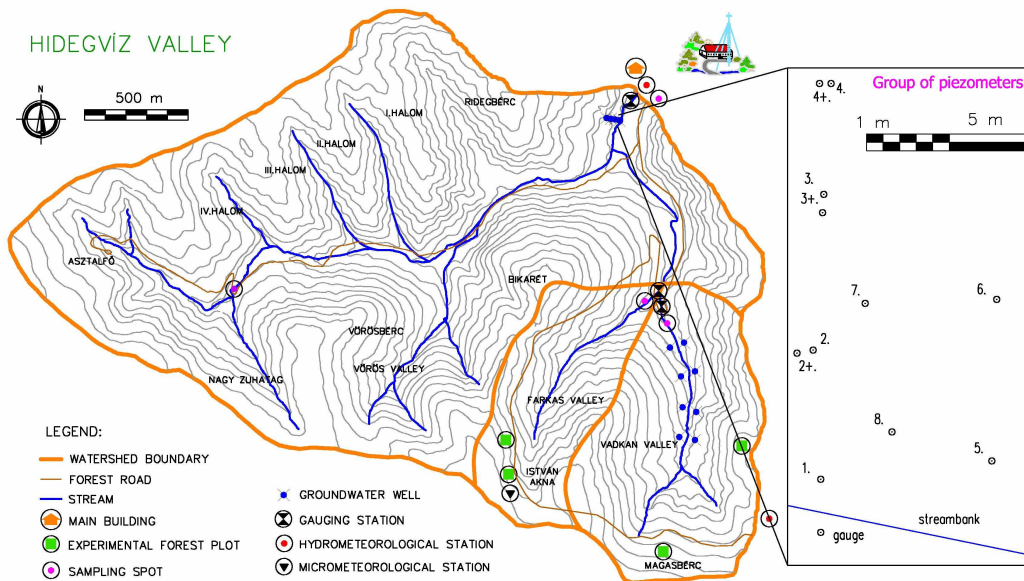 HIDEGVÍZ VALLEY
N
500 m
RIDEGBÉRC
I.HALOM
II.HALOM
III.HALOM
IV.HALOM
ASZTALFŐ
BIKARÉT
VÖRÖSBÉRC
VÖRÖS VALLEY
NAGY ZUHATAG
FARKAS VALLEY
VADKAN VALLEY
ISTVÁN
AKNA
MAGASBÉRC
LEGEND:
WATERSHED BOUNDARY
FOREST ROAD
STREAM
MAIN BUILDING
EXPERIMENTAL FOREST PLOT
SAMPLING SPOT
GROUNDWATER WELL
GAUGING STATION
HYDROMETEOROLOGICAL STATION
MICROMETEOROLOGICAL STATION
Group of piezometers
4.
4+.
1 m 5 m
3.
3+.
7.
6.
2.
2+.
8.
5.
1.
streambank
gauge